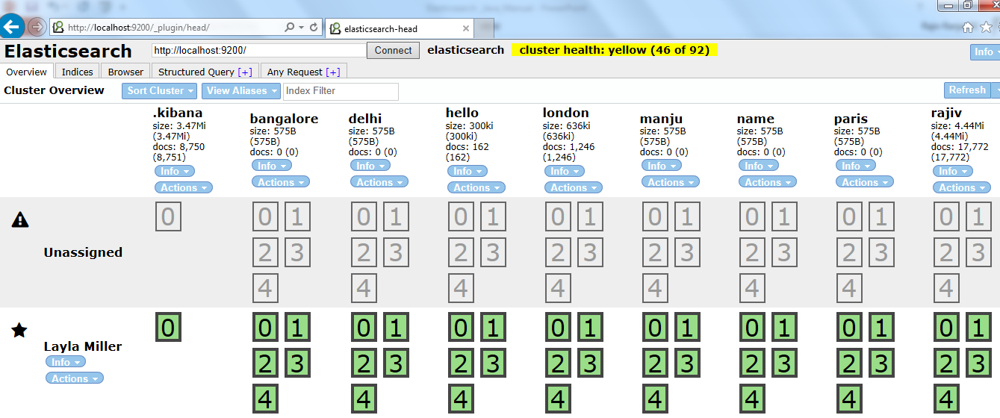 http://localhost:9200/_plugin/head/
elasticsearch-head
Elasticsearch
http://localhost:9200/
Connect
elasticsearch
cluster health: yellow (46 of 92)
Info
Overview
Indices
Browser
Structured Query [+]
Any Request [+]
Cluster Overview
Sort Cluster
View Aliases
Index Filter
Refresh
.kibana
size: 3.47Mi
(3.47Mi)
docs: 8,750
(8,751)
Info
Actions
bangalore
size: 575B
(575B)
docs: 0 (0)
Info
Actions
delhi
size: 575B
(575B)
docs: 0 (0)
Info
Actions
hello
size: 300ki
(300ki)
docs: 162
(162)
Info
Actions
london
size: 636ki
(636ki)
docs: 1,246
(1,246)
Info
Actions
manju
size: 575B
(575B)
docs: 0 (0)
Info
Actions
name
size: 575B
(575B)
docs: 0 (0)
Info
Actions
paris
size: 575B
(575B)
docs: 0 (0)
Info
Actions
rajiv
size: 4.44Mi
(4.44Mi)
docs: 17,772
(17,772)
Info
Actions
Unassigned
0 0 1 0 1 0 1 0 1 0 1 0 1 0 1 0 1
2 3 2 3 2 3 2 3 2 3 2 3 2 3 2 3
4 4 4 4 4 4 4 4
Layla Miller
Info
Actions
0 0 1 0 1 0 1 0 1 0 1 0 1 0 1 0 1
2 3 2 3 2 3 2 3 2 3 2 3 2 3 2 3
4 4 4 4 4 4 4 4